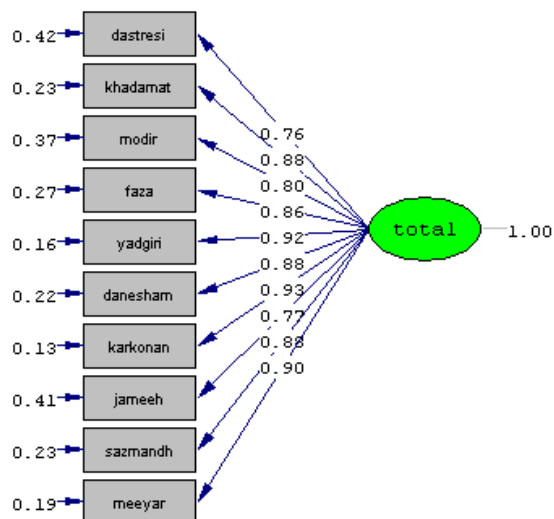 0.42 dastresi
0.76
0.23 khadamat
0.88
0.37 modir
0.80
0.27 faza
0.86
0.16 yadgiri
0.92
total 1.00
0.22 danesham
0.88
0.13 karkonan
0.93
0.77
0.41 jameeh
0.88
0.23 sazmandh
0.90
0.19 meeyar